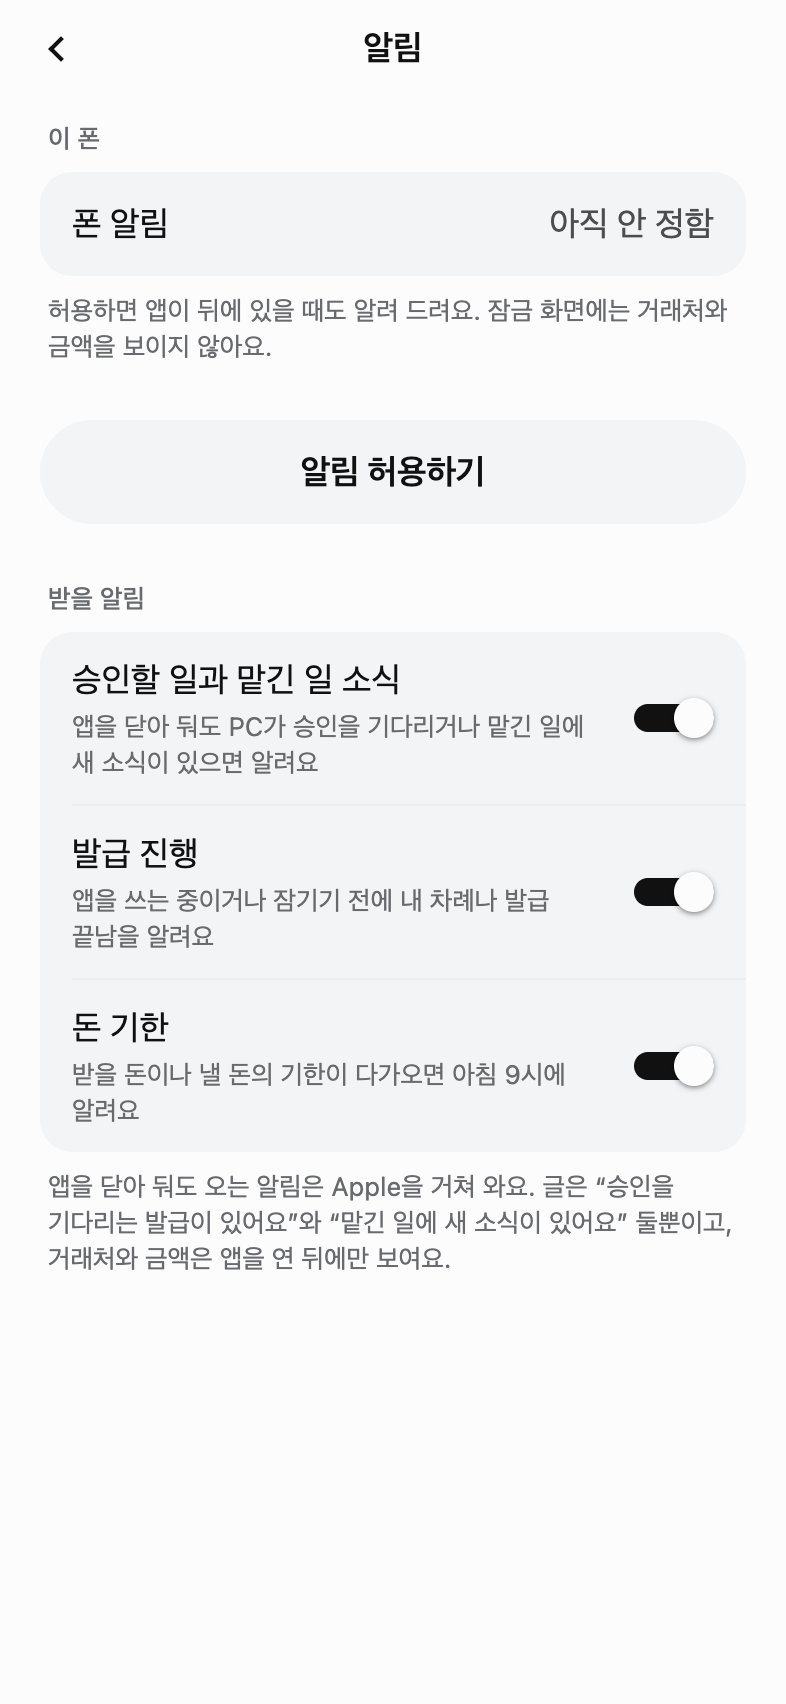 알림
이 폰
폰 알림 아직 안 정함
허용하면 앱이 뒤에 있을 때도 알려 드려요. 잠금 화면에는 거래처와
금액을 보이지 않아요.
알림 허용하기
받을 알림
승인할 일과 맡긴 일 소식
앱을 닫아 둬도 PC가 승인을 기다리거나 맡긴 일에
새 소식이 있으면 알려요
발급 진행
앱을 쓰는 중이거나 잠기기 전에 내 차례나 발급
끝남을 알려요
돈 기한
받을 돈이나 낼 돈의 기한이 다가오면 아침 9시에
알려요
앱을 닫아 둬도 오는 알림은 Apple을 거쳐 와요. 글은 “승인을
기다리는 발급이 있어요”와 “맡긴 일에 새 소식이 있어요” 둘뿐이고,
거래처와 금액은 앱을 연 뒤에만 보여요.